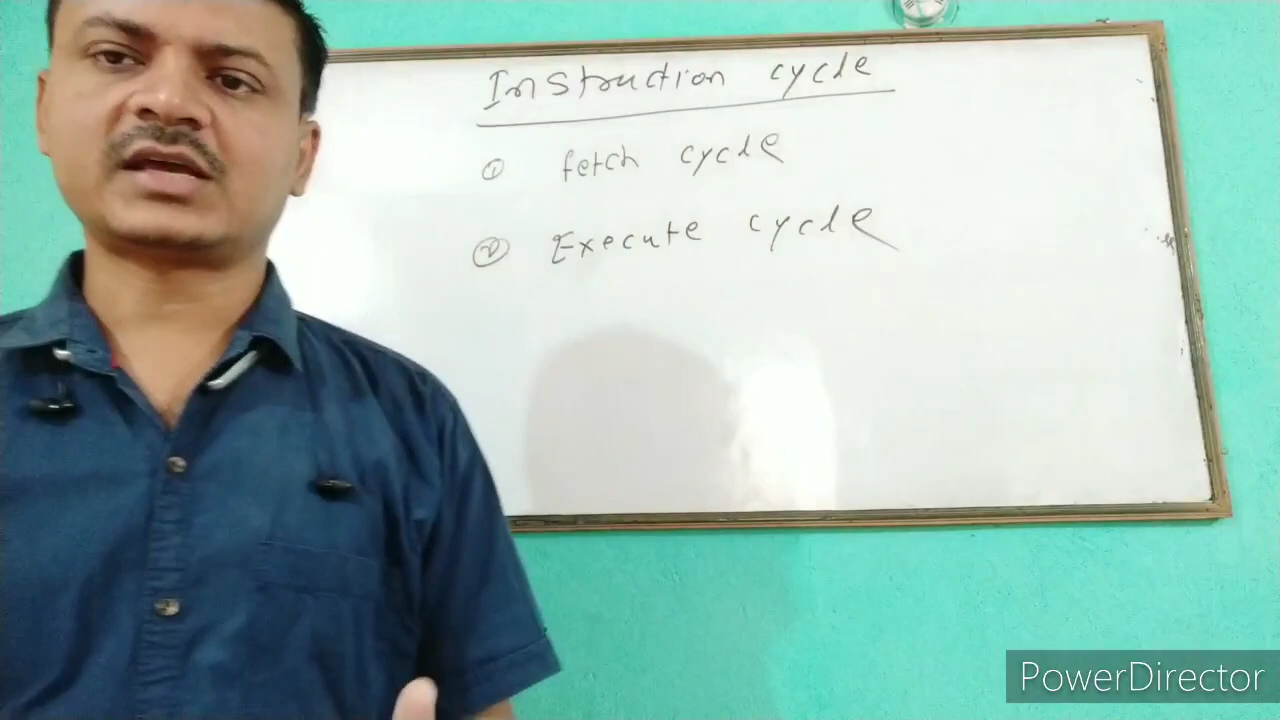 Instruction cycle
① fetch cycle
② Execute cycle
PowerDirector